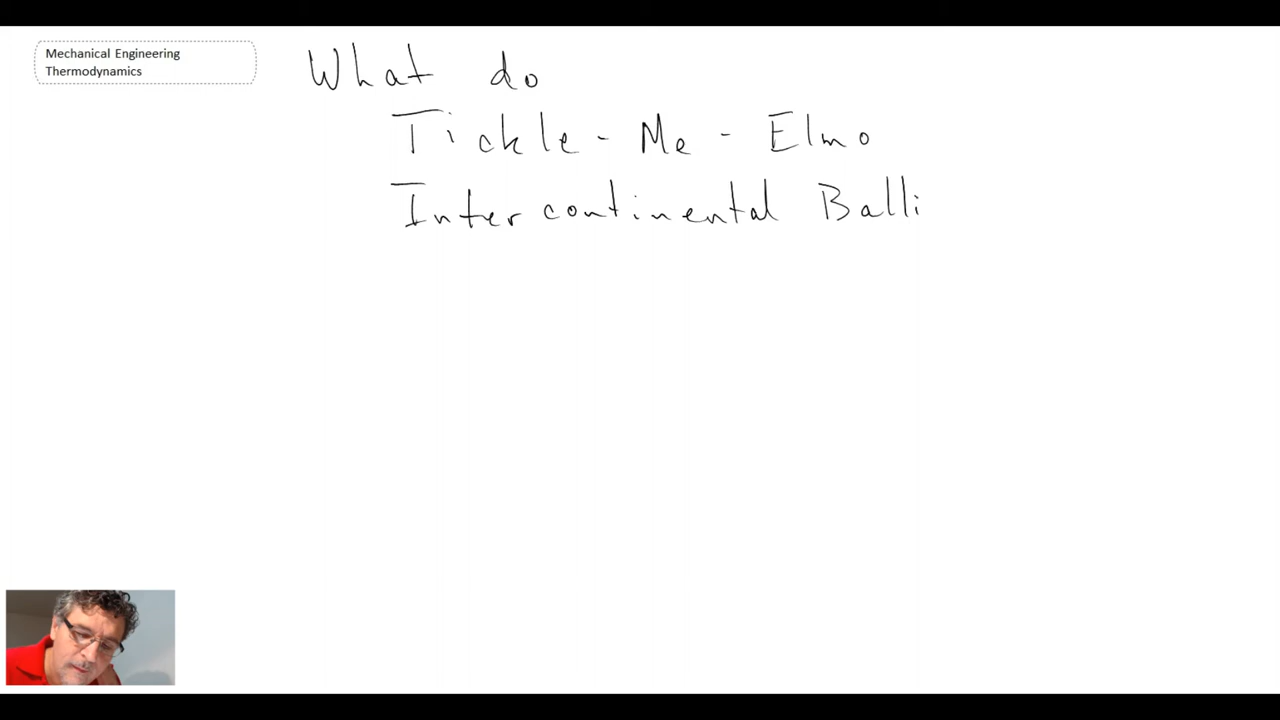 Mechanical Engineering
Thermodynamics
What do
Tickle-Me-Elmo
Intercontinental Balli